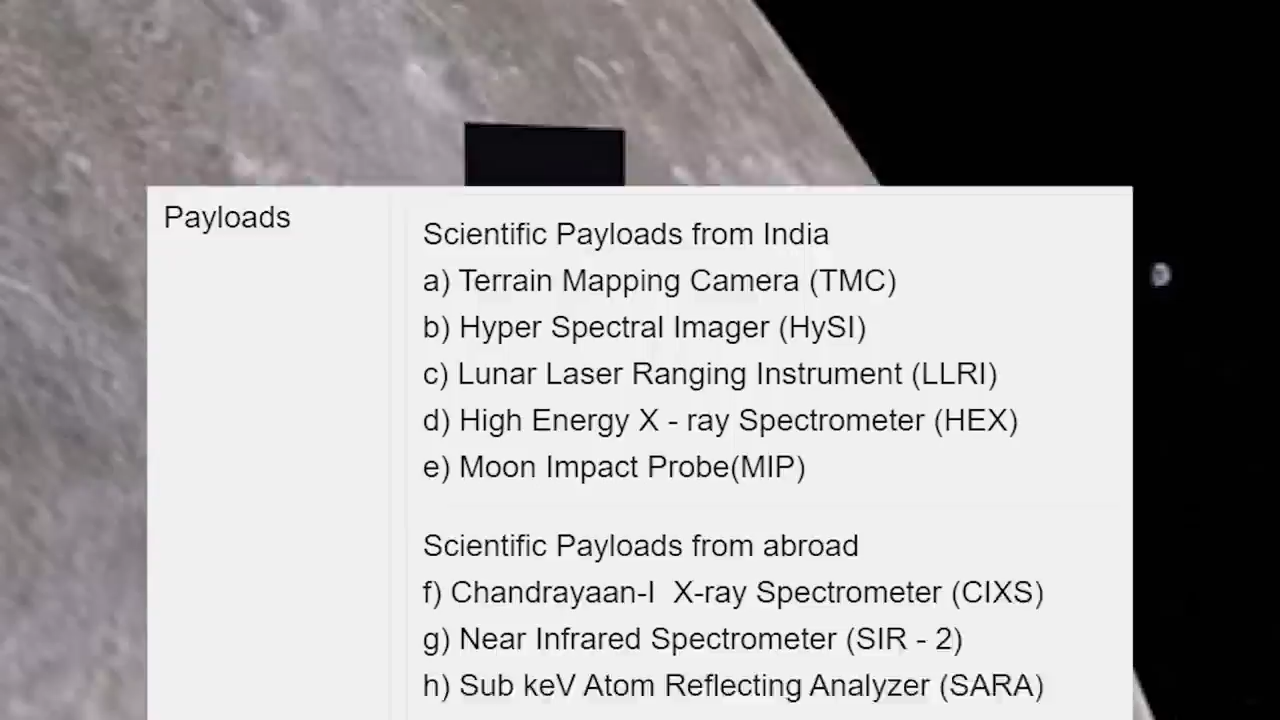 Payloads
Scientific Payloads from India
a) Terrain Mapping Camera (TMC)
b) Hyper Spectral Imager (HySI)
c) Lunar Laser Ranging Instrument (LLRI)
d) High Energy X - ray Spectrometer (HEX)
e) Moon Impact Probe(MIP)
Scientific Payloads from abroad
f) Chandrayaan-I  X-ray Spectrometer (CIXS)
g) Near Infrared Spectrometer (SIR - 2)
h) Sub keV Atom Reflecting Analyzer (SARA)